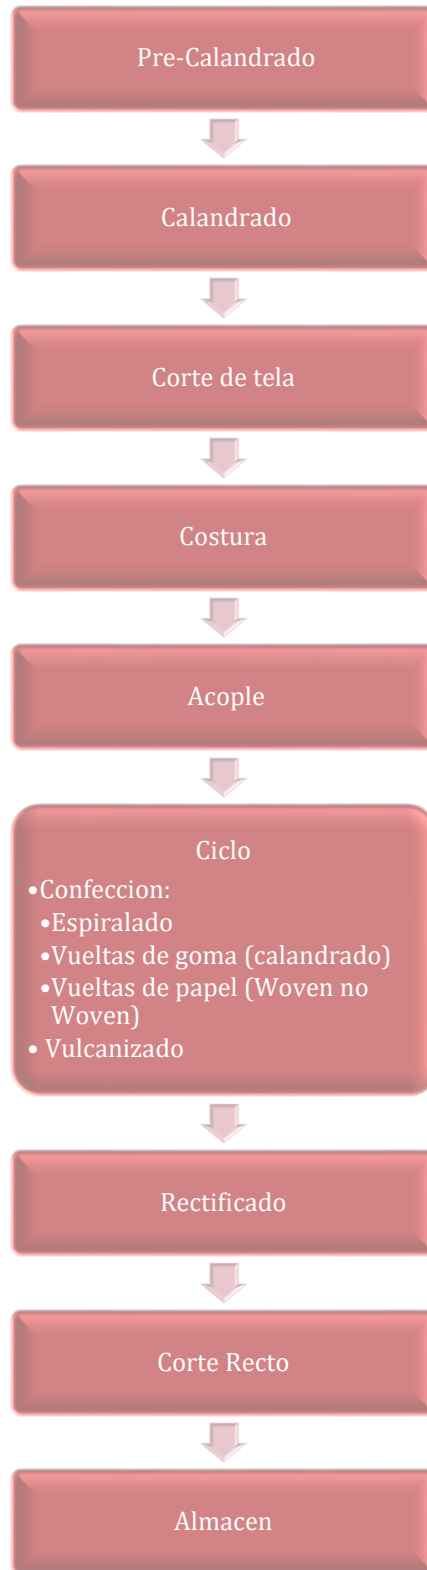 Pre-Calandrado
Calandrado
Corte de tela
Costura
Acople
Ciclo
•Confeccion:
•Espiralado
•Vueltas de goma (calandrado)
•Vueltas de papel (Woven no
Woven)
• Vulcanizado
Rectificado
Corte Recto
Almacen